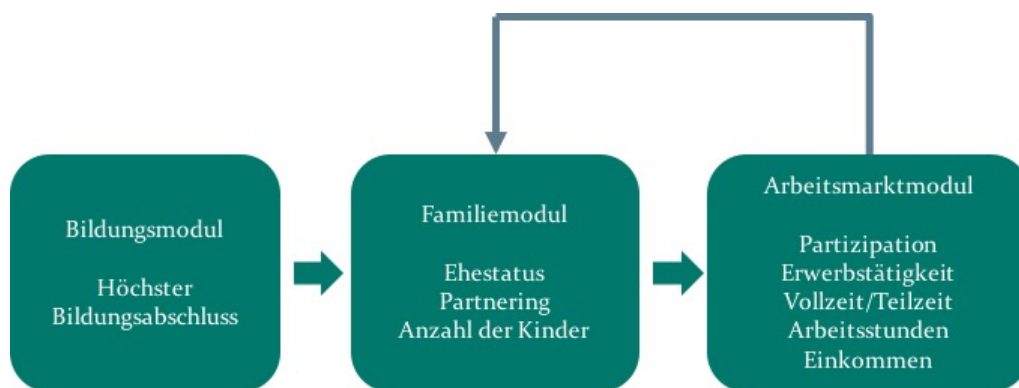 Bildungsmodul
Höchster
Bildungsabschluss
Familiemodul
Ehestatus
Partnering
Anzahl der Kinder
Arbeitsmarktmodul
Partizipation
Erwerbstätigkeit
Vollzeit/Teilzeit
Arbeitsstunden
Einkommen